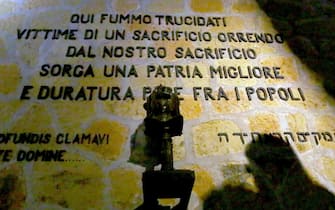 QUI FUMMO TRUCIDATI
VITTIME DI UN SACRIFICIO ORRENDO
DAL NOSTRO SACRIFICIO
SORGA UNA PATRIA MIGLIORE
E DURATURA PACE FRA I POPOLI
OFUNDIS CLAMAVI
TE DOMINE.....